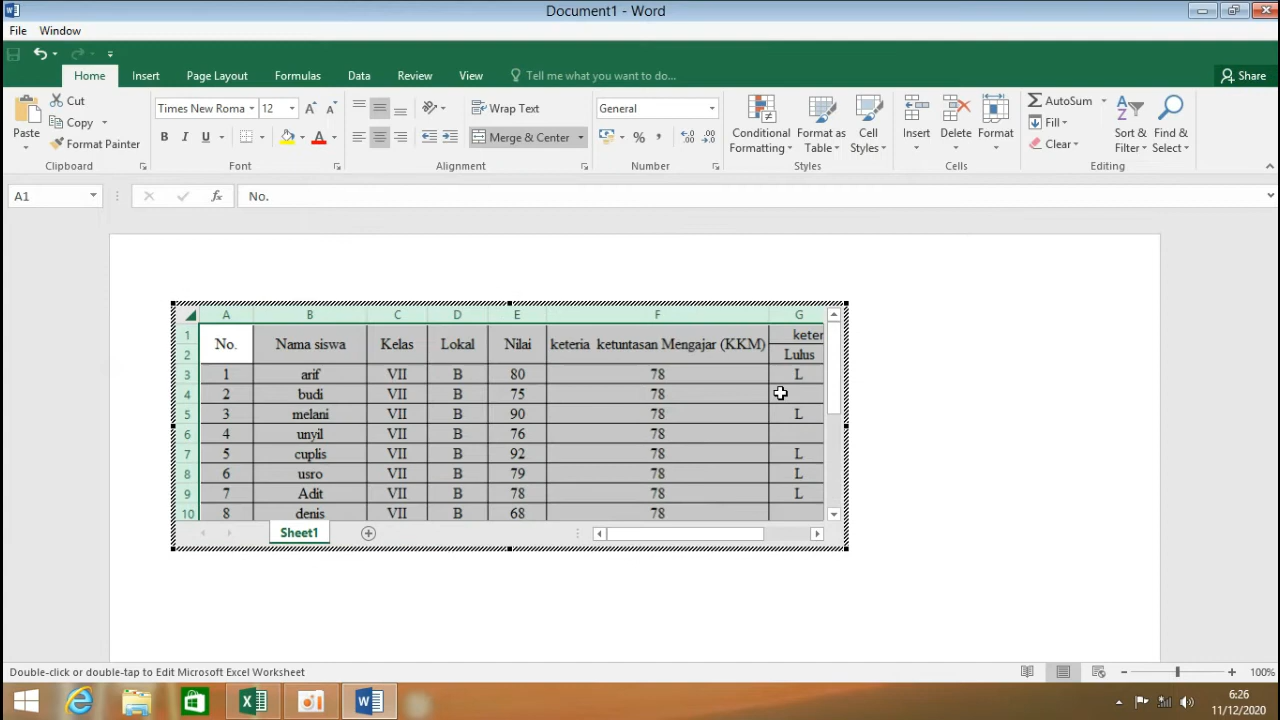 Document1 - Word
File Window
Home Insert Page Layout Formulas Data Review View Tell me what you want to do... Share
Paste
Cut
Copy
Format Painter
Clipboard
Times New Roma 12
B I U
A
Font
Wrap Text
Merge & Center
Alignment
General
% ,
Number
Conditional Formatting
Format as Table
Cell Styles
Styles
Insert
Delete
Format
Cells
AutoSum
Fill
Clear
Sort & Filter
Find & Select
Editing
A1 fx No.
A B C D E F G
1 No. Nama siswa Kelas Lokal Nilai keteria ketuntasan Mengajar (KKM) keter
2 Lulus
3 1 arif VII B 80 78 L
4 2 budi VII B 75 78
5 3 melani VII B 90 78 L
6 4 unyil VII B 76 78
7 5 cuplis VII B 92 78 L
8 6 usro VII B 79 78 L
9 7 Adit VII B 78 78 L
10 8 denis VII B 68 78
Sheet1
Double-click or double-tap to Edit Microsoft Excel Worksheet 100%
6:26
11/12/2020